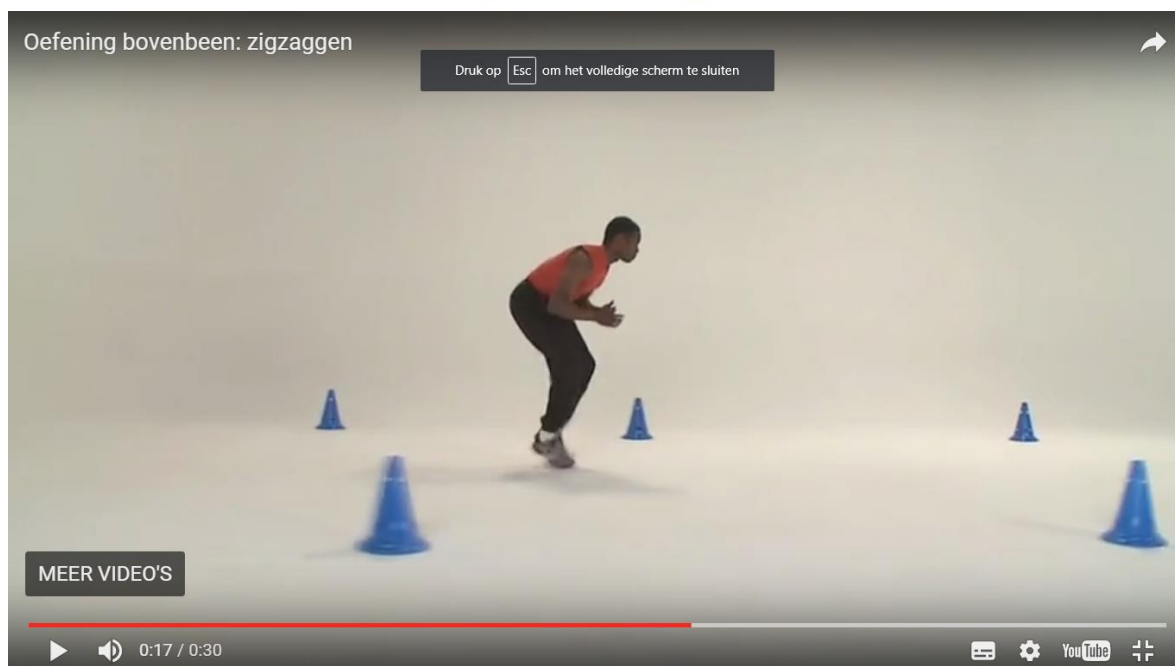 Oefening bovenbeen: zigzaggen
Druk op Esc om het volledige scherm te sluiten
MEER VIDEO'S
0:17 / 0:30
YouTube